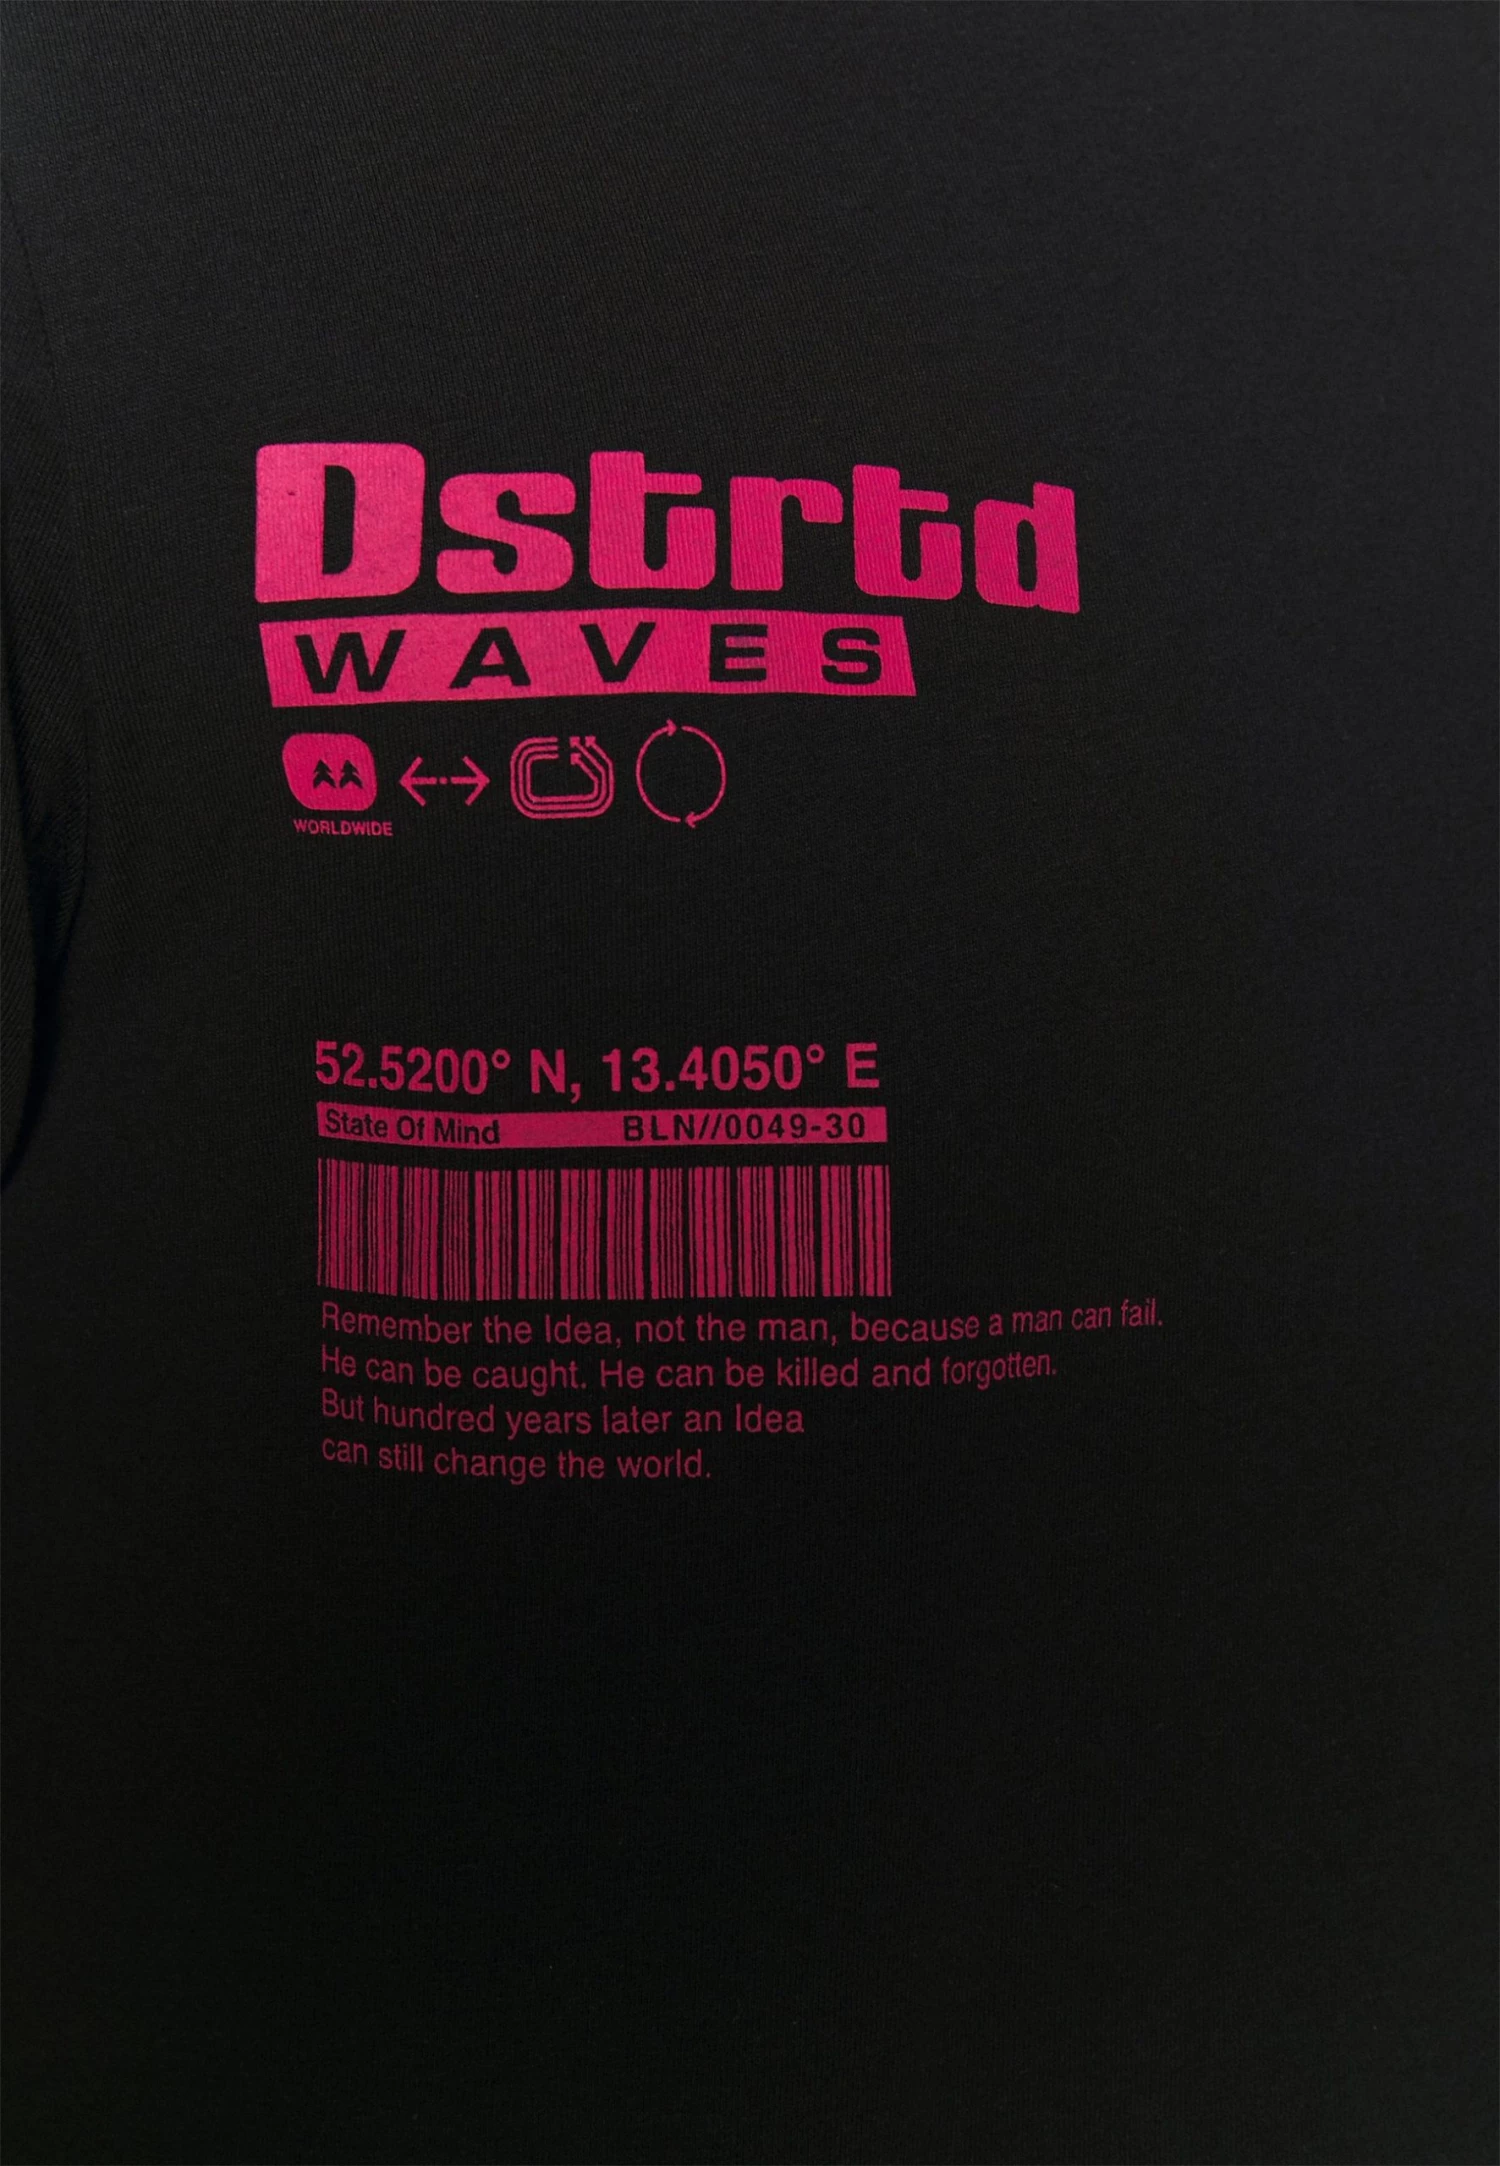 Dstrtd
WAVES
WORLDWIDE
52.5200° N, 13.4050° E
State Of Mind BLN//0049-30
Remember the Idea, not the man, because a man can fail.
He can be caught. He can be killed and forgotten.
But hundred years later an Idea
can still change the world.